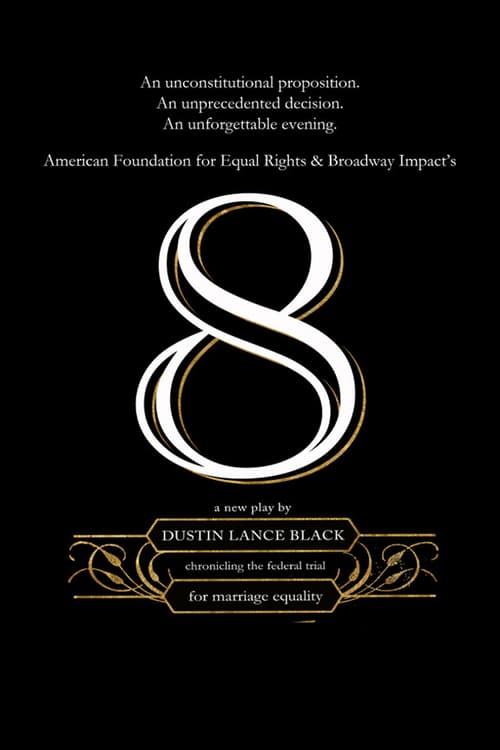 An unconstitutional proposition.
An unprecedented decision.
An unforgettable evening.
American Foundation for Equal Rights & Broadway Impact's
8
a new play by
DUSTIN LANCE BLACK
chronicling the federal trial
for marriage equality